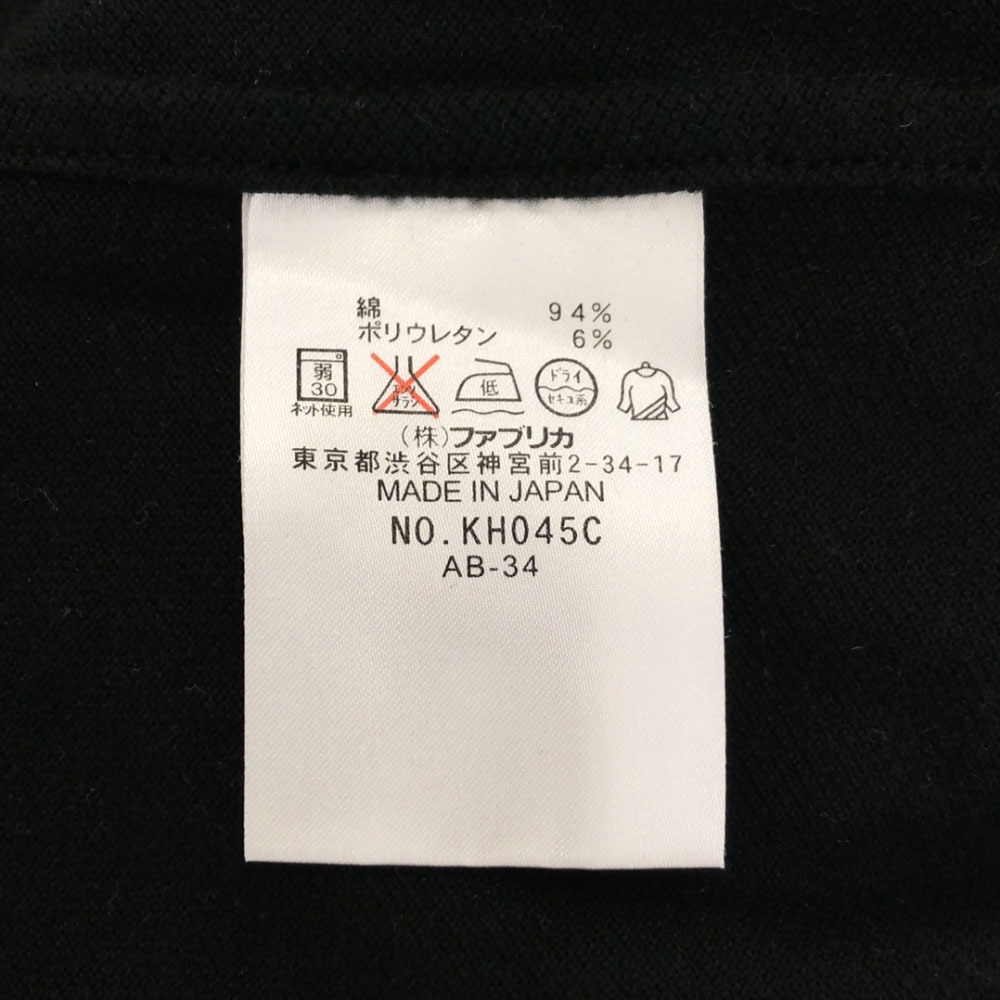 綿 94%
ポリウレタン 6%
弱 30 エンソ サラシ 低 ドライ セキユ系
ネット使用
(株)ファブリカ
東京都渋谷区神宮前2-34-17
MADE IN JAPAN
NO.KH045C
AB-34